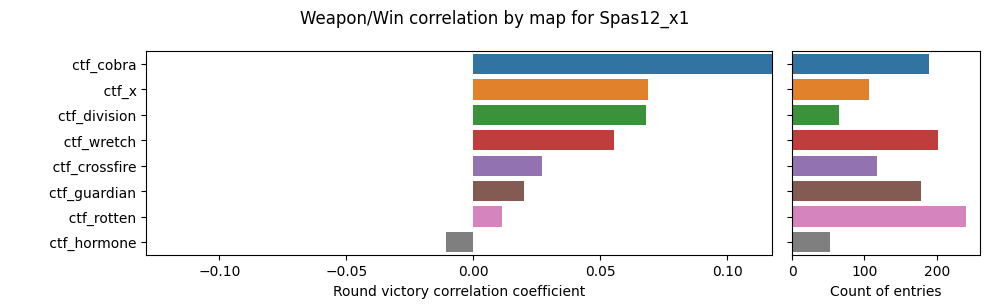 Weapon/Win correlation by map for Spas12_x1
ctf_cobra
ctf_x
ctf_division
ctf_wretch
ctf_crossfire
ctf_guardian
ctf_rotten
ctf_hormone
−0.10 −0.05 0.00 0.05 0.10 0 100 200
Round victory correlation coefficient Count of entries